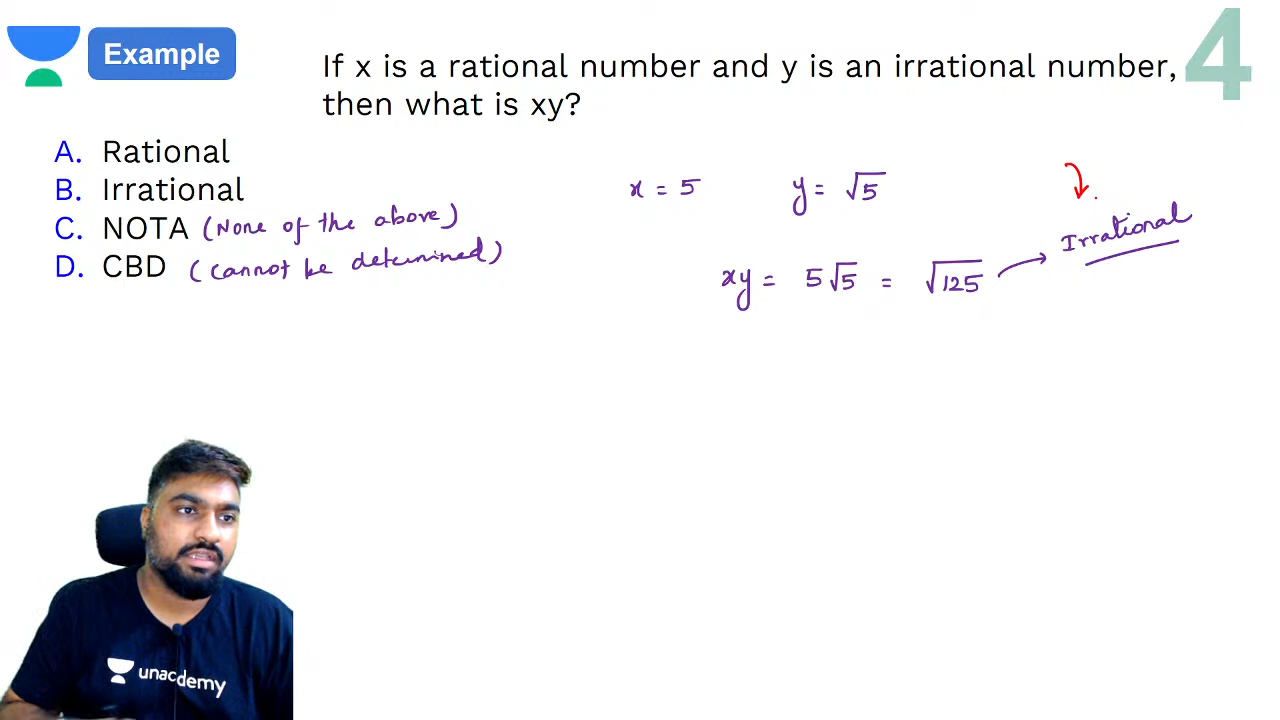 Example
4
If x is a rational number and y is an irrational number,
then what is xy?
A. Rational
B. Irrational
C. NOTA (None of the above)
D. CBD (cannot be determined)
x = 5 y = √5
xy = 5√5 = √125
Irrational
unacademy